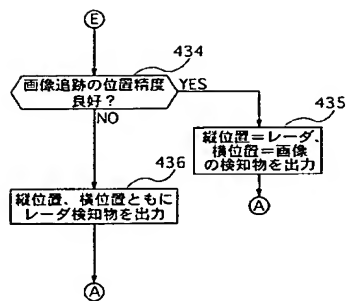 E
434
画像追跡の位置精度
良好?
YES
435
NO
縦位置=レーダ、
横位置=画像
の検知物を出力
436
縦位置、横位置ともに
レーダ検知物を出力
A
A